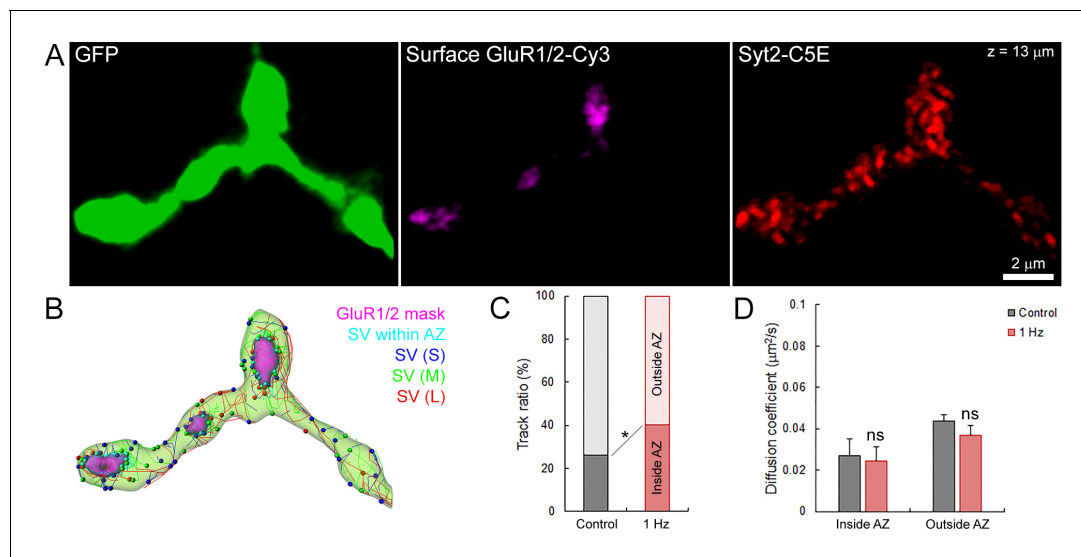 A
GFP
Surface GluR1/2-Cy3
Syt2-C5E
z = 13 μm
2 μm
B
GluR1/2 mask
SV within AZ
SV (S)
SV (M)
SV (L)
C
Track ratio (%)
100
80
60
40
20
0
Outside AZ
*
Inside AZ
Control
1 Hz
D
Diffusion coefficient (μm²/s)
0.1
0.08
0.06
0.04
0.02
0
Control
1 Hz
ns
ns
Inside AZ
Outside AZ